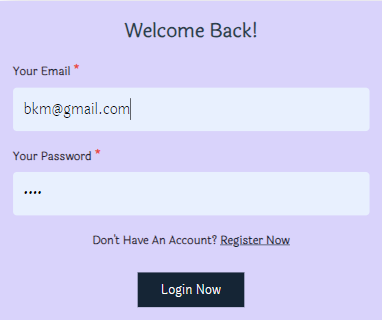 Welcome Back!
Your Email *
bkm@gmail.com
Your Password *
••••
Don't Have An Account? Register Now
Login Now